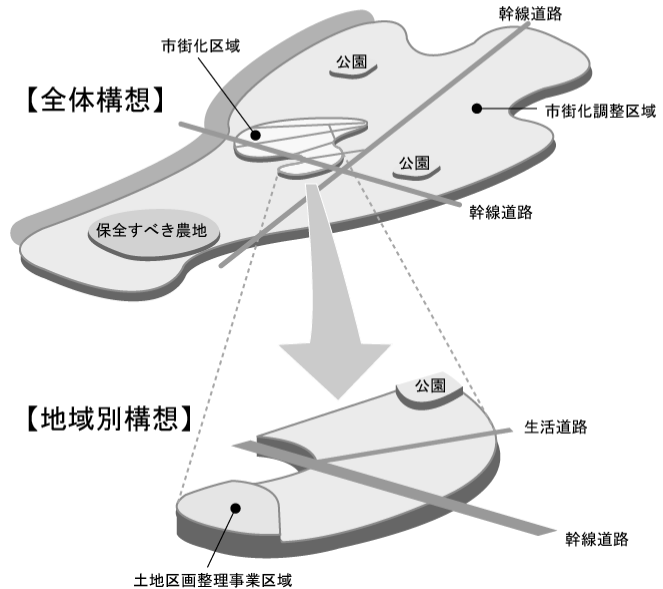 幹線道路
市街化区域
公園
【全体構想】
市街化調整区域
公園
幹線道路
保全すべき農地
公園
【地域別構想】
生活道路
幹線道路
土地区画整理事業区域